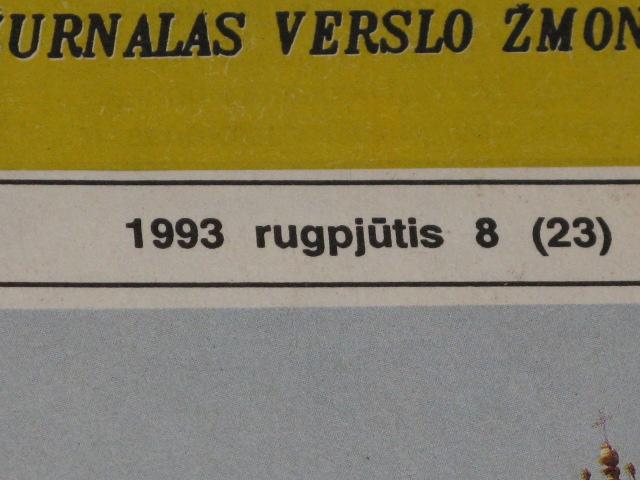 ŽURNALAS VERSLO ŽMON
1993 rugpjūtis 8 (23)